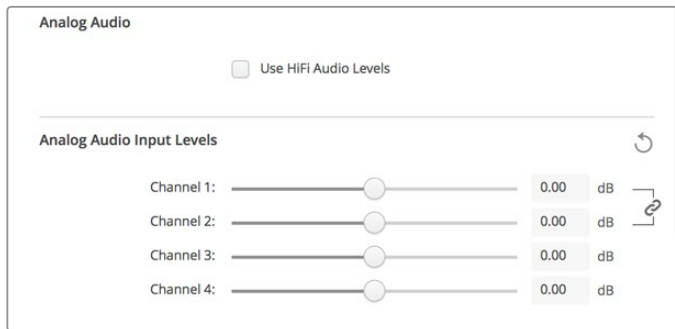 Analog Audio
Use HiFi Audio Levels
Analog Audio Input Levels
Channel 1: 0.00 dB
Channel 2: 0.00 dB
Channel 3: 0.00 dB
Channel 4: 0.00 dB